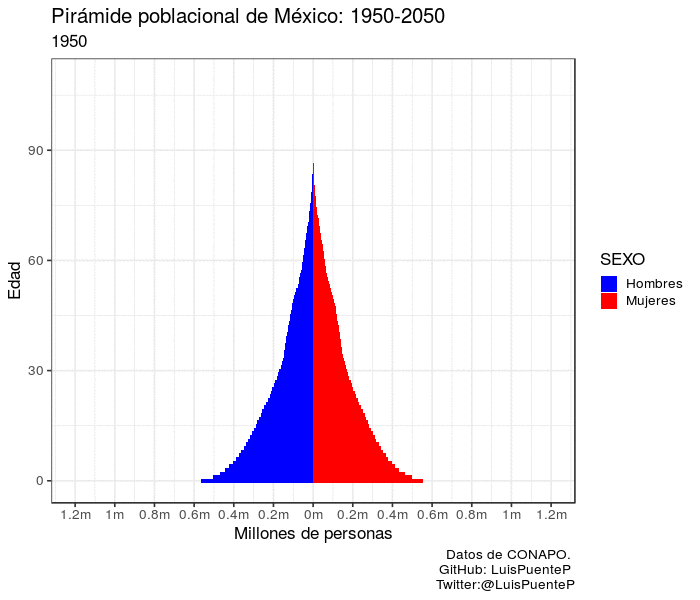 Pirámide poblacional de México: 1950-2050
1950
90
60
30
0
Edad
1.2m 1m 0.8m 0.6m 0.4m 0.2m 0m 0.2m 0.4m 0.6m 0.8m 1m 1.2m
Millones de personas
SEXO
Hombres
Mujeres
Datos de CONAPO.
GitHub: LuisPuenteP
Twitter:@LuisPuenteP